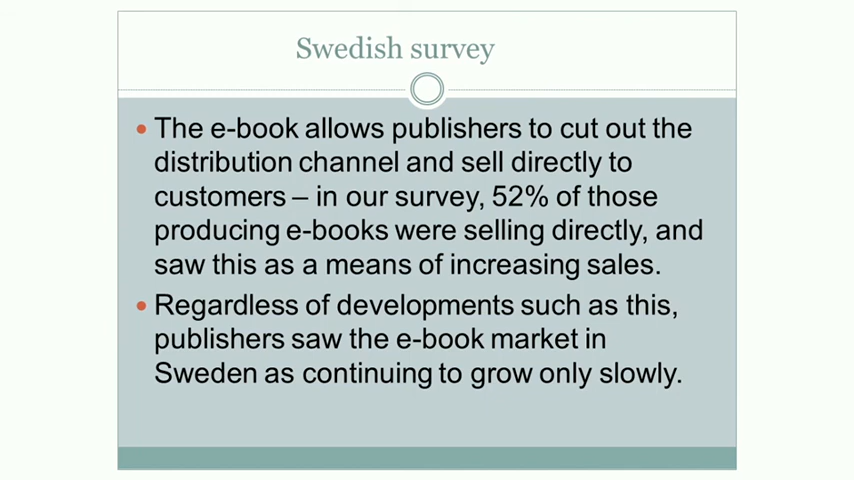 Swedish survey
• The e-book allows publishers to cut out the
distribution channel and sell directly to
customers – in our survey, 52% of those
producing e-books were selling directly, and
saw this as a means of increasing sales.
• Regardless of developments such as this,
publishers saw the e-book market in
Sweden as continuing to grow only slowly.